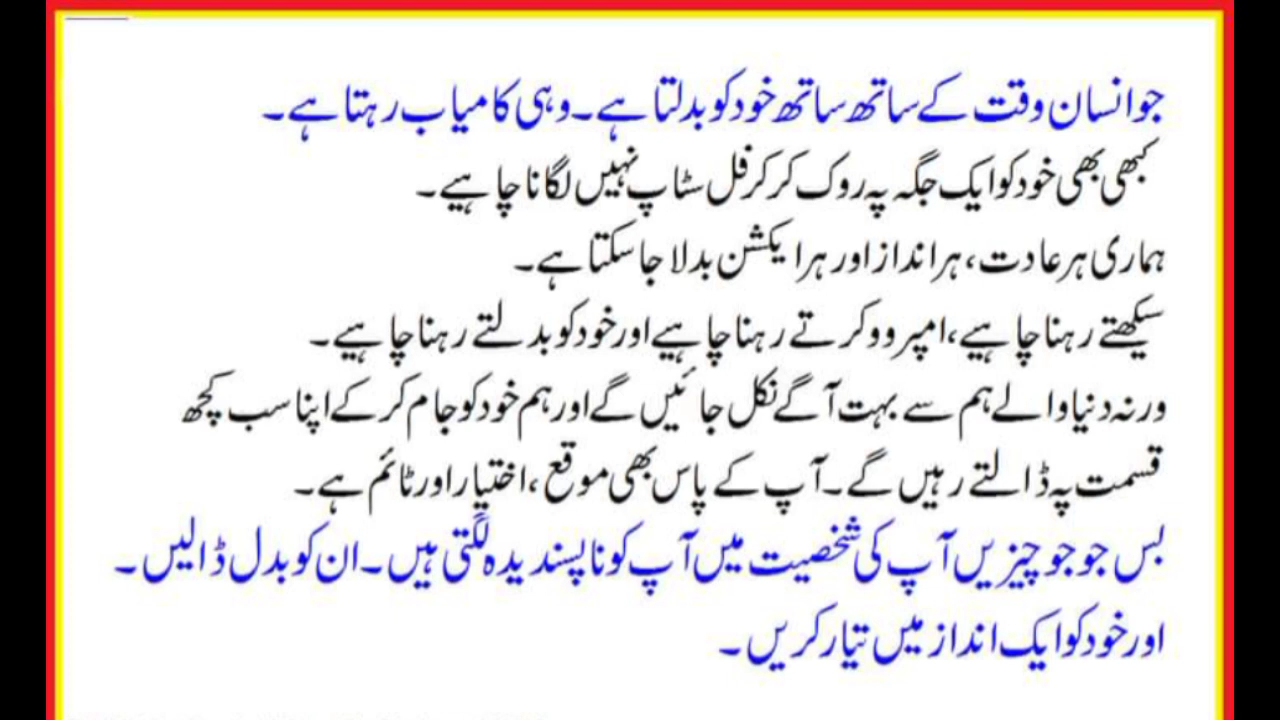 جو انسان وقت کے ساتھ ساتھ خود کو بدلتا ہے۔ وہی کامیاب رہتا ہے۔
کبھی بھی خود کو ایک جگہ پہ روک کر کر فل سٹاپ نہیں لگانا چاہیے۔
ہماری ہر عادت، ہر انداز اور ہر ایکشن بدلا جا سکتا ہے۔
سیکھتے رہنا چاہیے، امپروو کرتے رہنا چاہیے اور خود کو بدلتے رہنا چاہیے۔
ورنہ دنیا والے ہم سے بہت آگے نکل جائیں گے اور ہم خود کو جام کر کے اپنا سب کچھ
قسمت پہ ڈالتے رہیں گے۔ آپ کے پاس بھی موقع، اختیار اور ٹائم ہے۔
بس جو جو چیزیں آپ کی شخصیت میں آپ کو ناپسندیدہ لگتی ہیں۔ ان کو بدل ڈالیں۔
اور خود کو ایک انداز میں تیار کریں۔